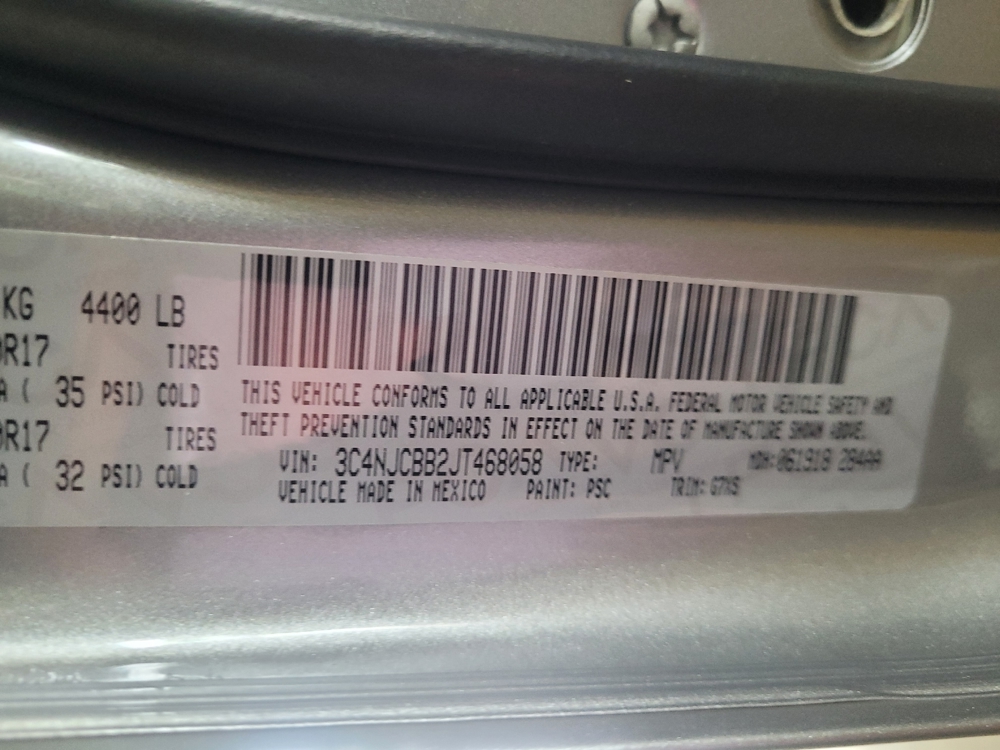 KG 4400 LB
R17 TIRES
A ( 35 PSI) COLD
R17 TIRES
A ( 32 PSI) COLD
THIS VEHICLE CONFORMS TO ALL APPLICABLE U.S.A. FEDERAL MOTOR VEHICLE SAFETY AND
THEFT PREVENTION STANDARDS IN EFFECT ON THE DATE OF MANUFACTURE SHOWN ABOVE.
VIN: 3C4NJCBB2JT468058 TYPE: MPV MDH:061918 284AA
VEHICLE MADE IN MEXICO PAINT: PSC TRIM: G7XS